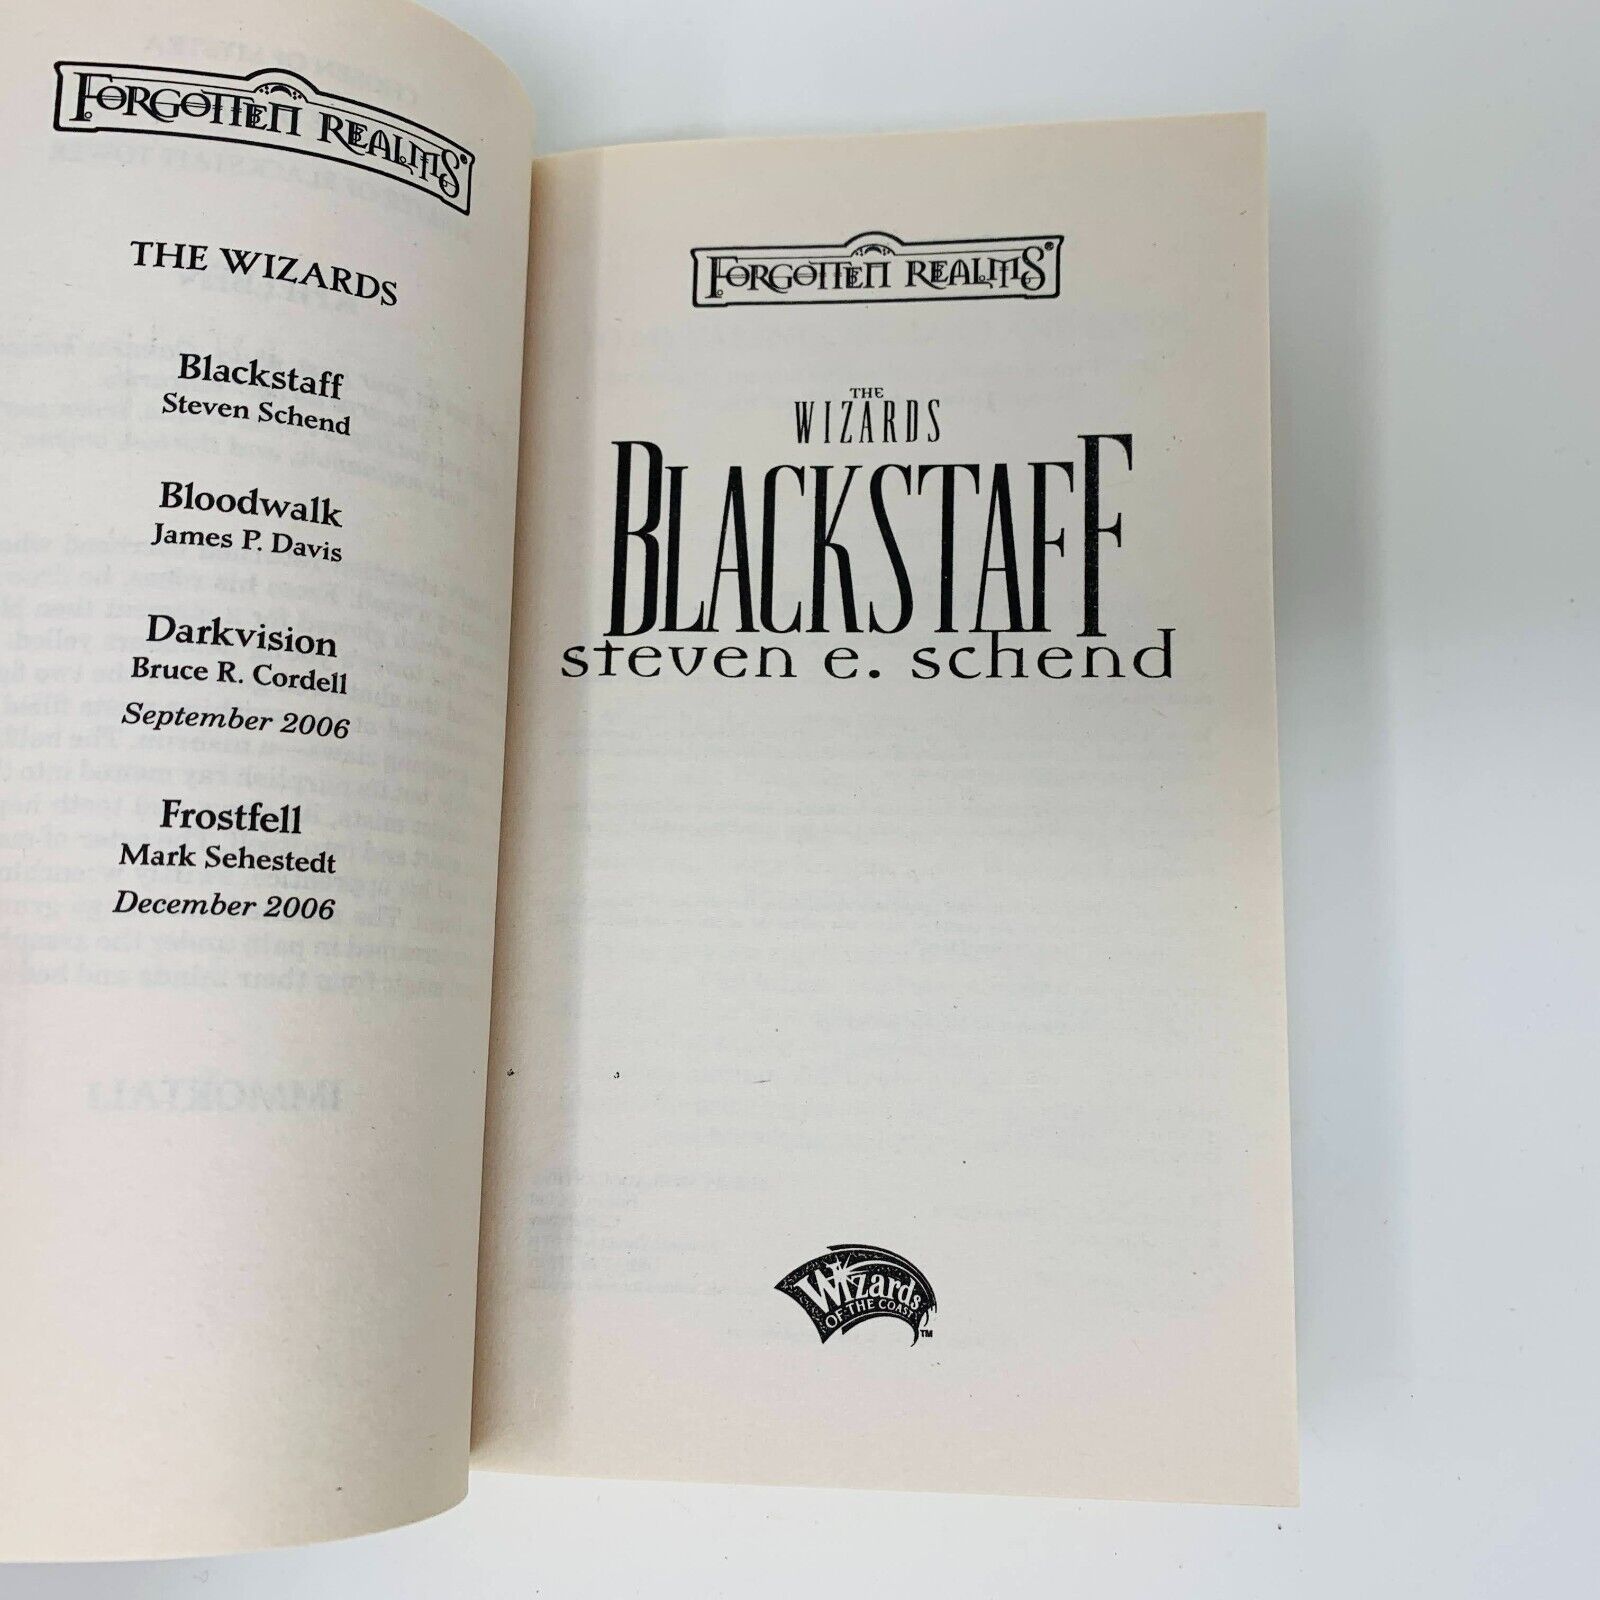 FORGOTTEN REALMS®
THE WIZARDS
Blackstaff
Steven Schend
Bloodwalk
James P. Davis
Darkvision
Bruce R. Cordell
September 2006
Frostfell
Mark Sehestedt
December 2006
FORGOTTEN REALMS®
THE
WIZARDS
BLACKSTAFF
steven e. schend
Wizards
OF THE COAST
TM